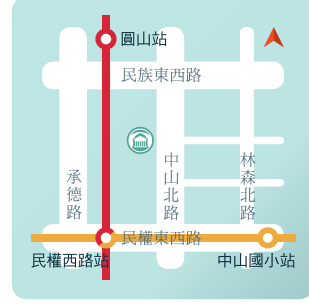 圓山站
民族東西路
承德路
中山北路
林森北路
民權東西路
民權西路站
中山國小站